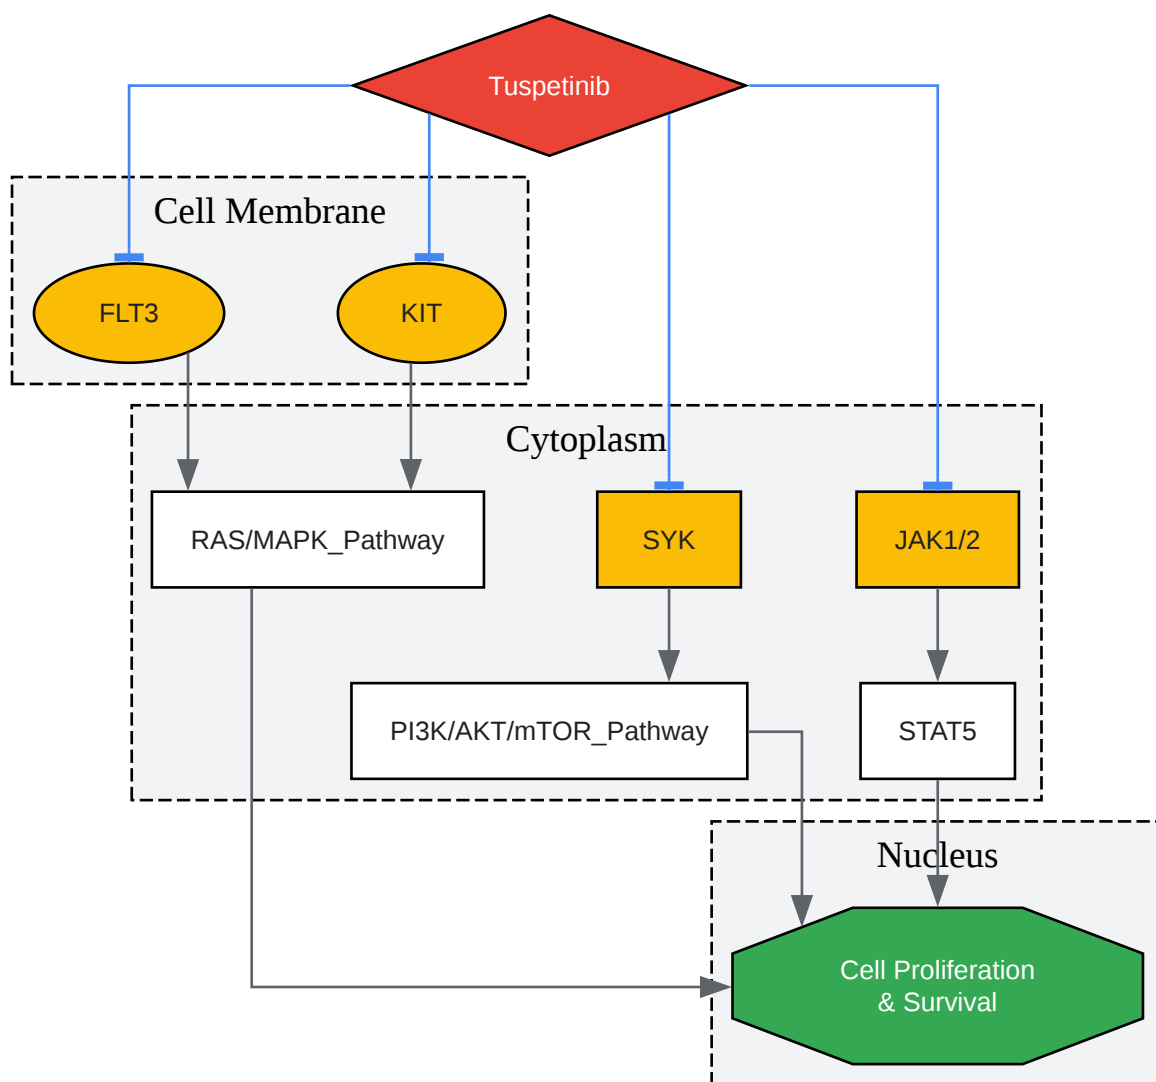 Tuspetinib
Cell Membrane
FLT3
KIT
Cytoplasm
RAS/MAPK_Pathway
SYK
JAK1/2
PI3K/AKT/mTOR_Pathway
STAT5
Nucleus
Cell Proliferation
& Survival